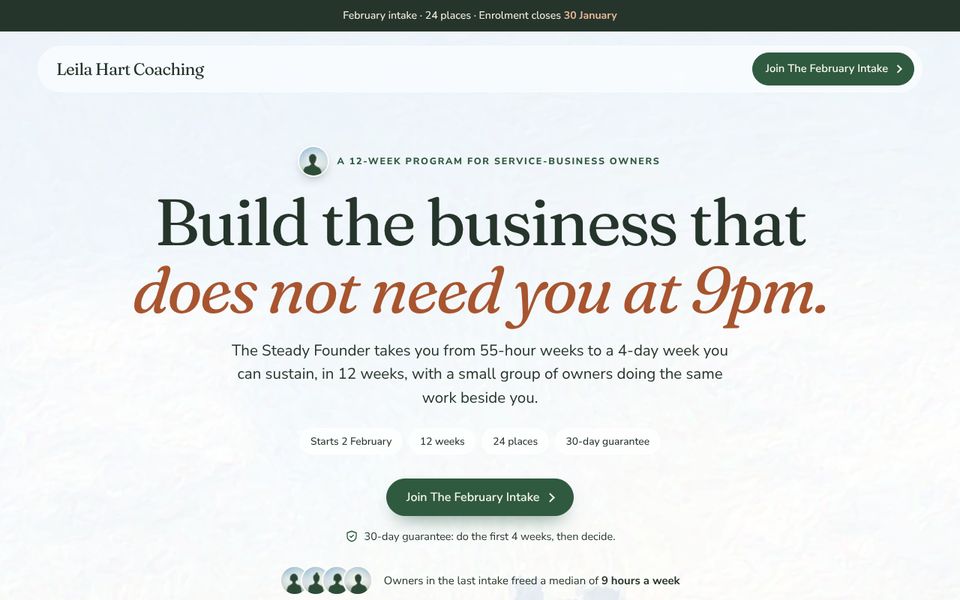 February intake · 24 places · Enrolment closes 30 January
Leila Hart Coaching
Join The February Intake
A 12-WEEK PROGRAM FOR SERVICE-BUSINESS OWNERS
Build the business that
does not need you at 9pm.
The Steady Founder takes you from 55-hour weeks to a 4-day week you
can sustain, in 12 weeks, with a small group of owners doing the same
work beside you.
Starts 2 February
12 weeks
24 places
30-day guarantee
Join The February Intake
30-day guarantee: do the first 4 weeks, then decide.
Owners in the last intake freed a median of 9 hours a week